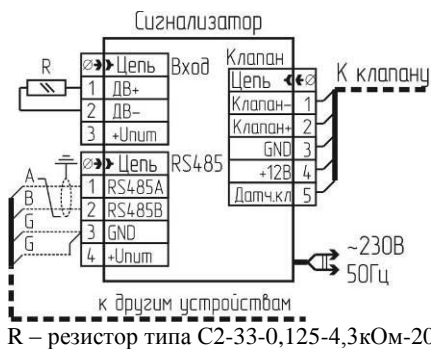 Сигнализатор
R
Цепь Вход
1 ДВ+
2 ДВ–
3 +Uпит
Клапан
Цепь
Клапан– 1
Клапан+ 2
GND 3
+12В 4
Датч.кл 5
К клапану
Цепь RS485
A 1 RS485A
B 2 RS485B
G 3 GND
G 4 +Uпит
~230В
50Гц
к другим устройствам
R – резистор типа С2-33-0,125-4,3кОм-20